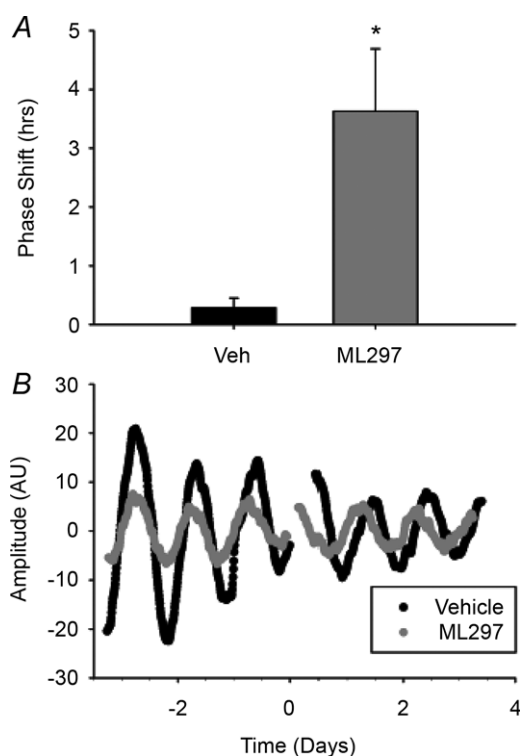 A
5
4
3
2
1
0
Phase Shift (hrs)
*
Veh
ML297
B
30
20
10
0
-10
-20
-30
Amplitude (AU)
Vehicle
ML297
-2
0
2
4
Time (Days)